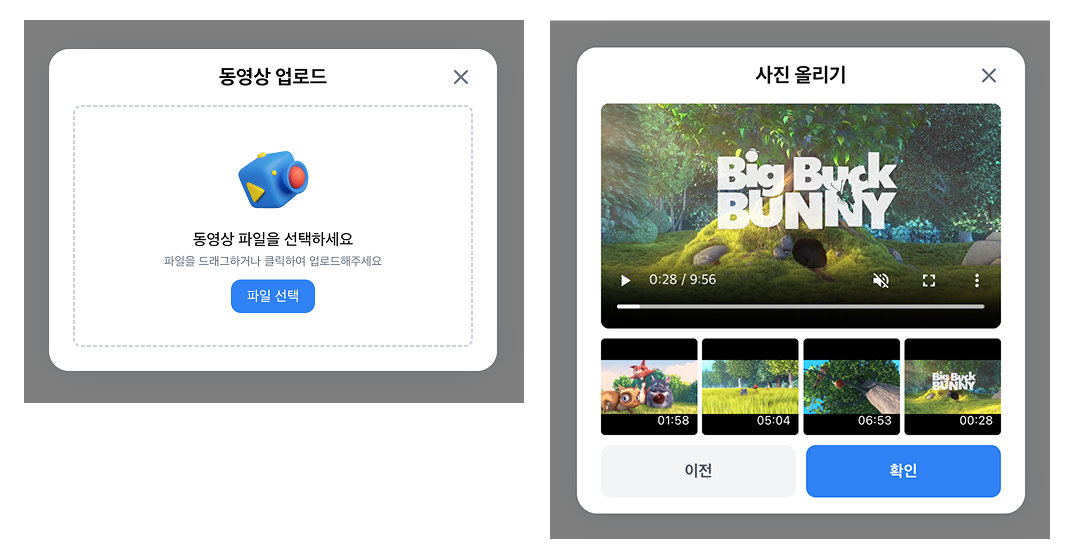 동영상 업로드
동영상 파일을 선택하세요
파일을 드래그하거나 클릭하여 업로드해주세요
파일 선택
사진 올리기
Big Buck
BUNNY
0:28 / 9:56
01:58
05:04
06:53
Big Buck
BUNNY
00:28
이전
확인